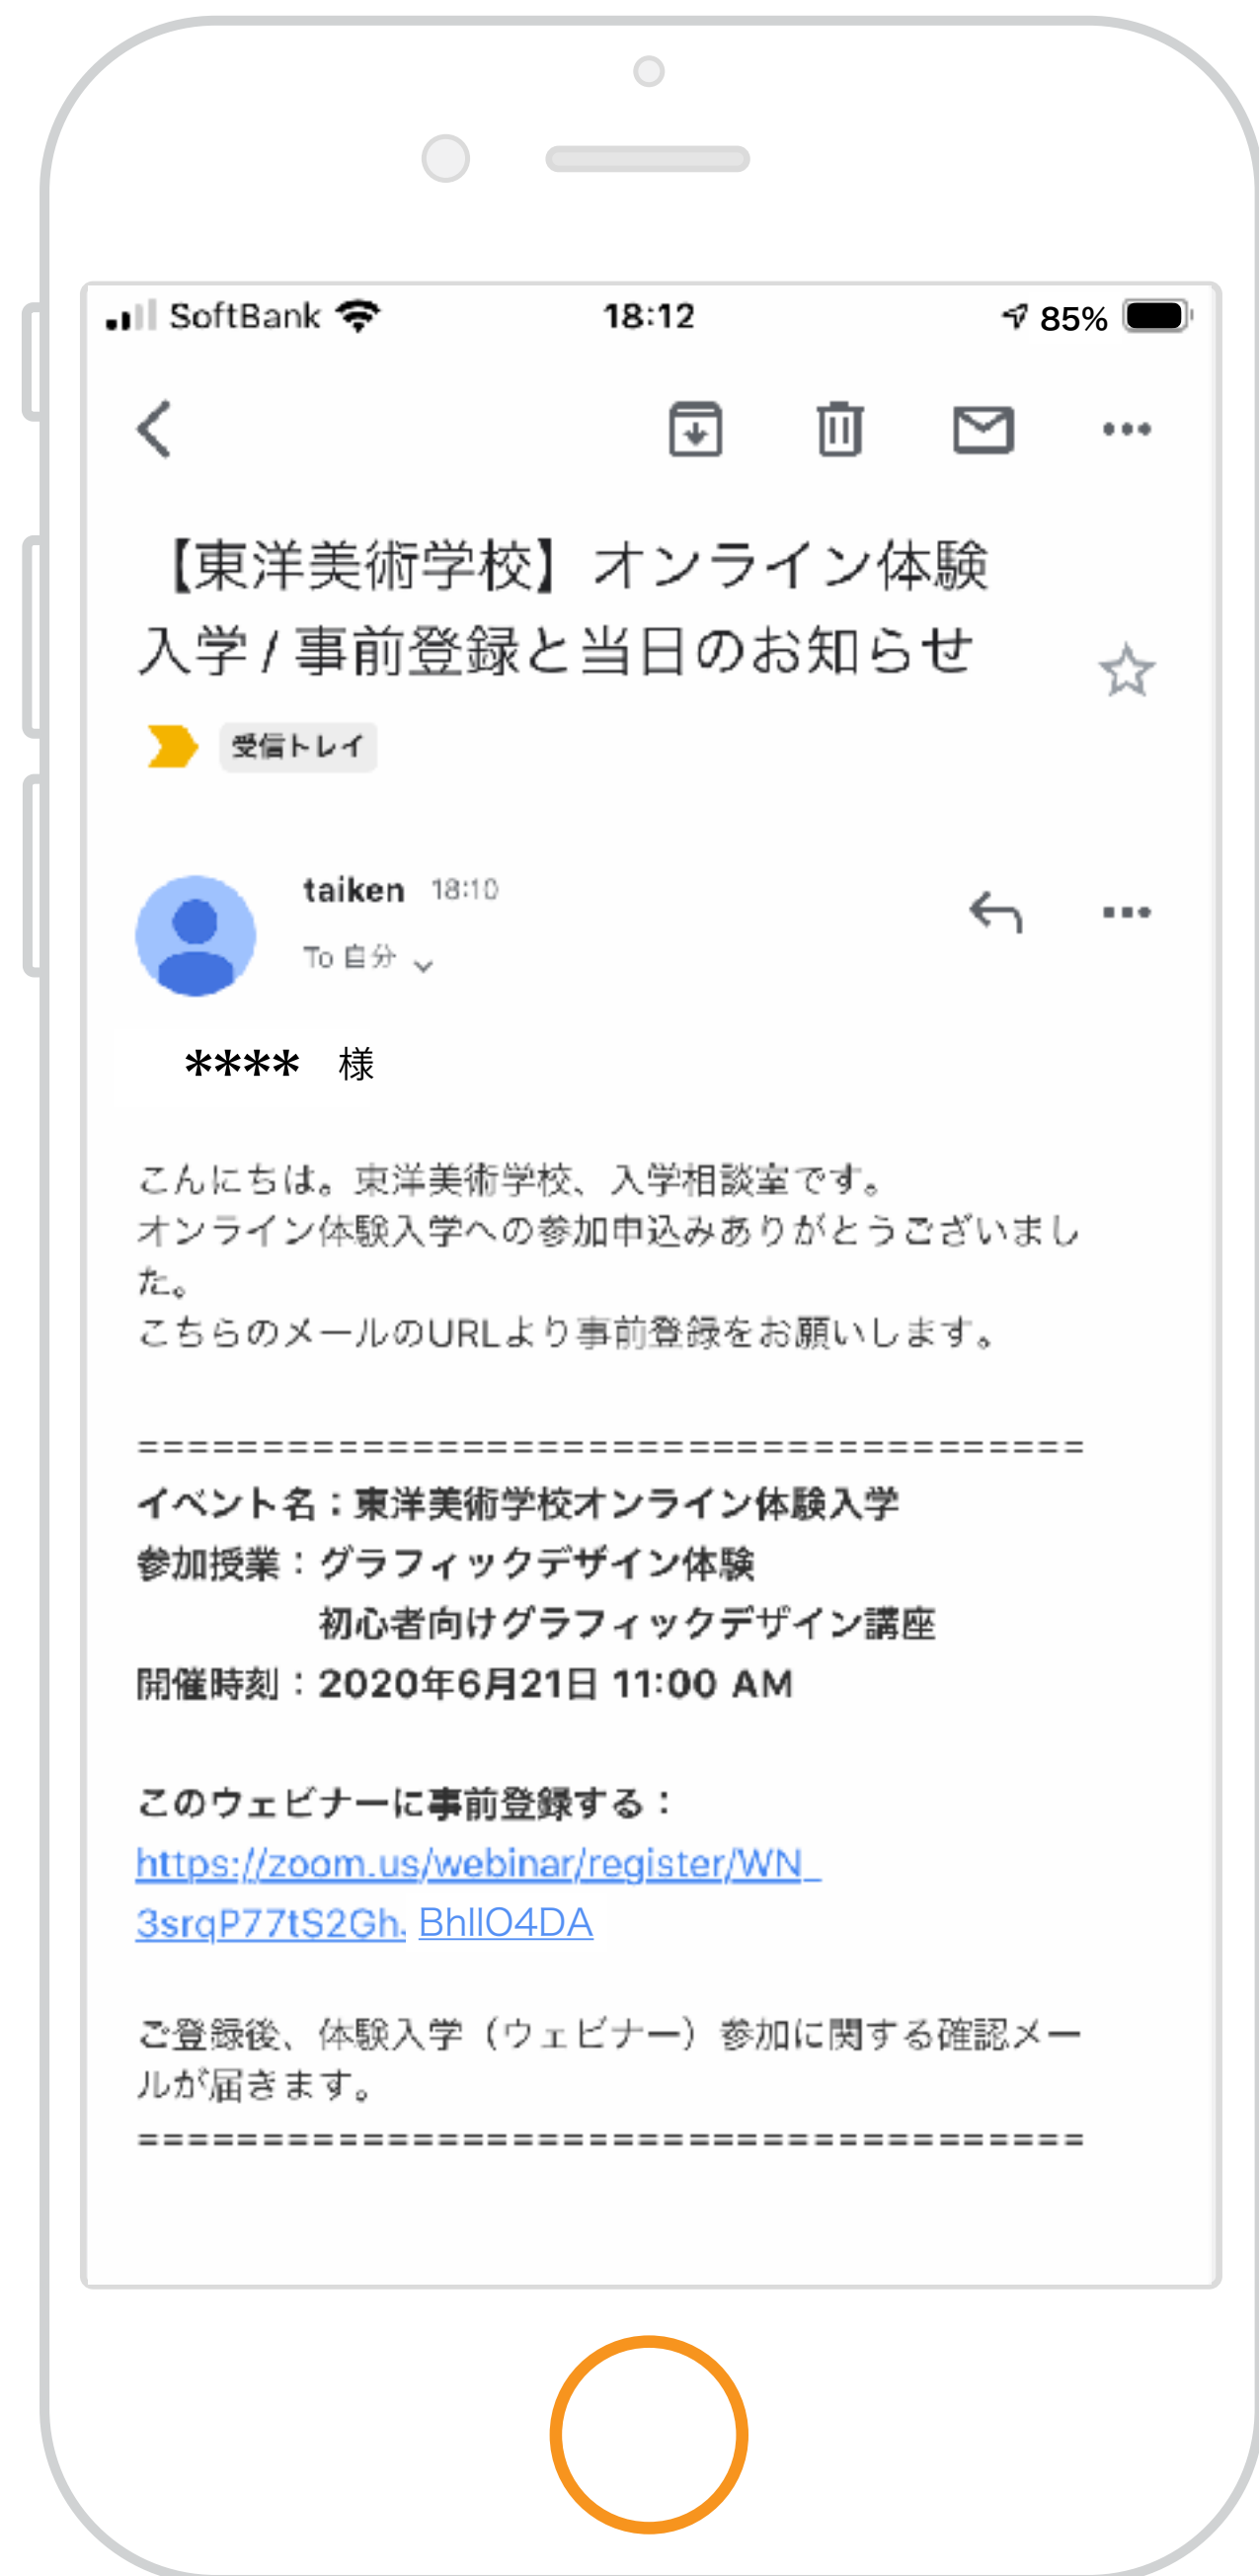 SoftBank 18:12 85%
【東洋美術学校】オンライン体験
入学 / 事前登録と当日のお知らせ
受信トレイ
taiken 18:10
To 自分
**** 様
こんにちは。東洋美術学校、入学相談室です。
オンライン体験入学への参加申込みありがとうございまし
た。
こちらのメールのURLより事前登録をお願いします。
======================================
イベント名：東洋美術学校オンライン体験入学
参加授業：グラフィックデザイン体験
初心者向けグラフィックデザイン講座
開催時刻：2020年6月21日 11:00 AM
このウェビナーに事前登録する：
https://zoom.us/webinar/register/WN_
3srqP77tS2Gh. BhIIO4DA
ご登録後、体験入学（ウェビナー）参加に関する確認メー
ルが届きます。
======================================